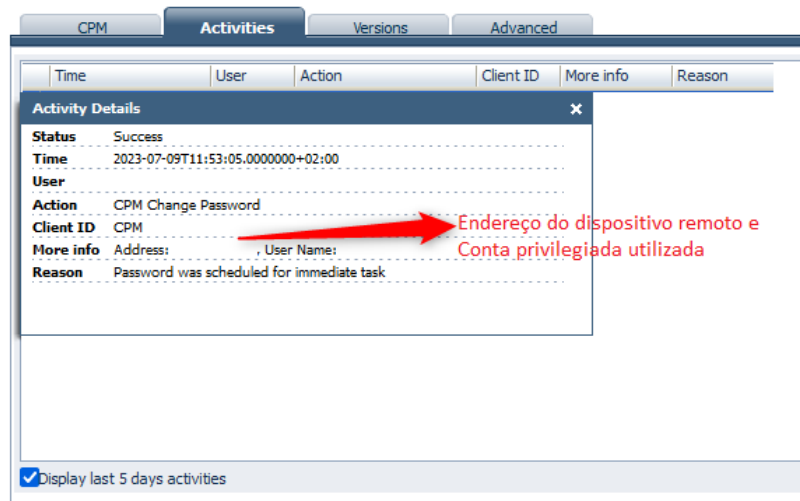 CPM Activities Versions Advanced
Time User Action Client ID More info Reason
Activity Details ×
Status Success
Time 2023-07-09T11:53:05.0000000+02:00
User
Action CPM Change Password
Client ID CPM
More info Address: , User Name:
Reason Password was scheduled for immediate task
Endereço do dispositivo remoto e
Conta privilegiada utilizada
Display last 5 days activities